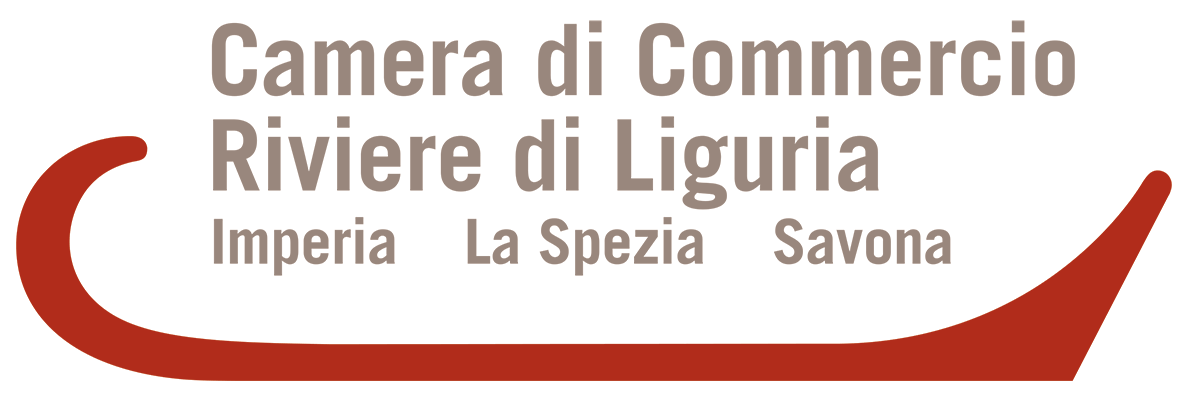 Camera di Commercio
Riviere di Liguria
Imperia La Spezia Savona